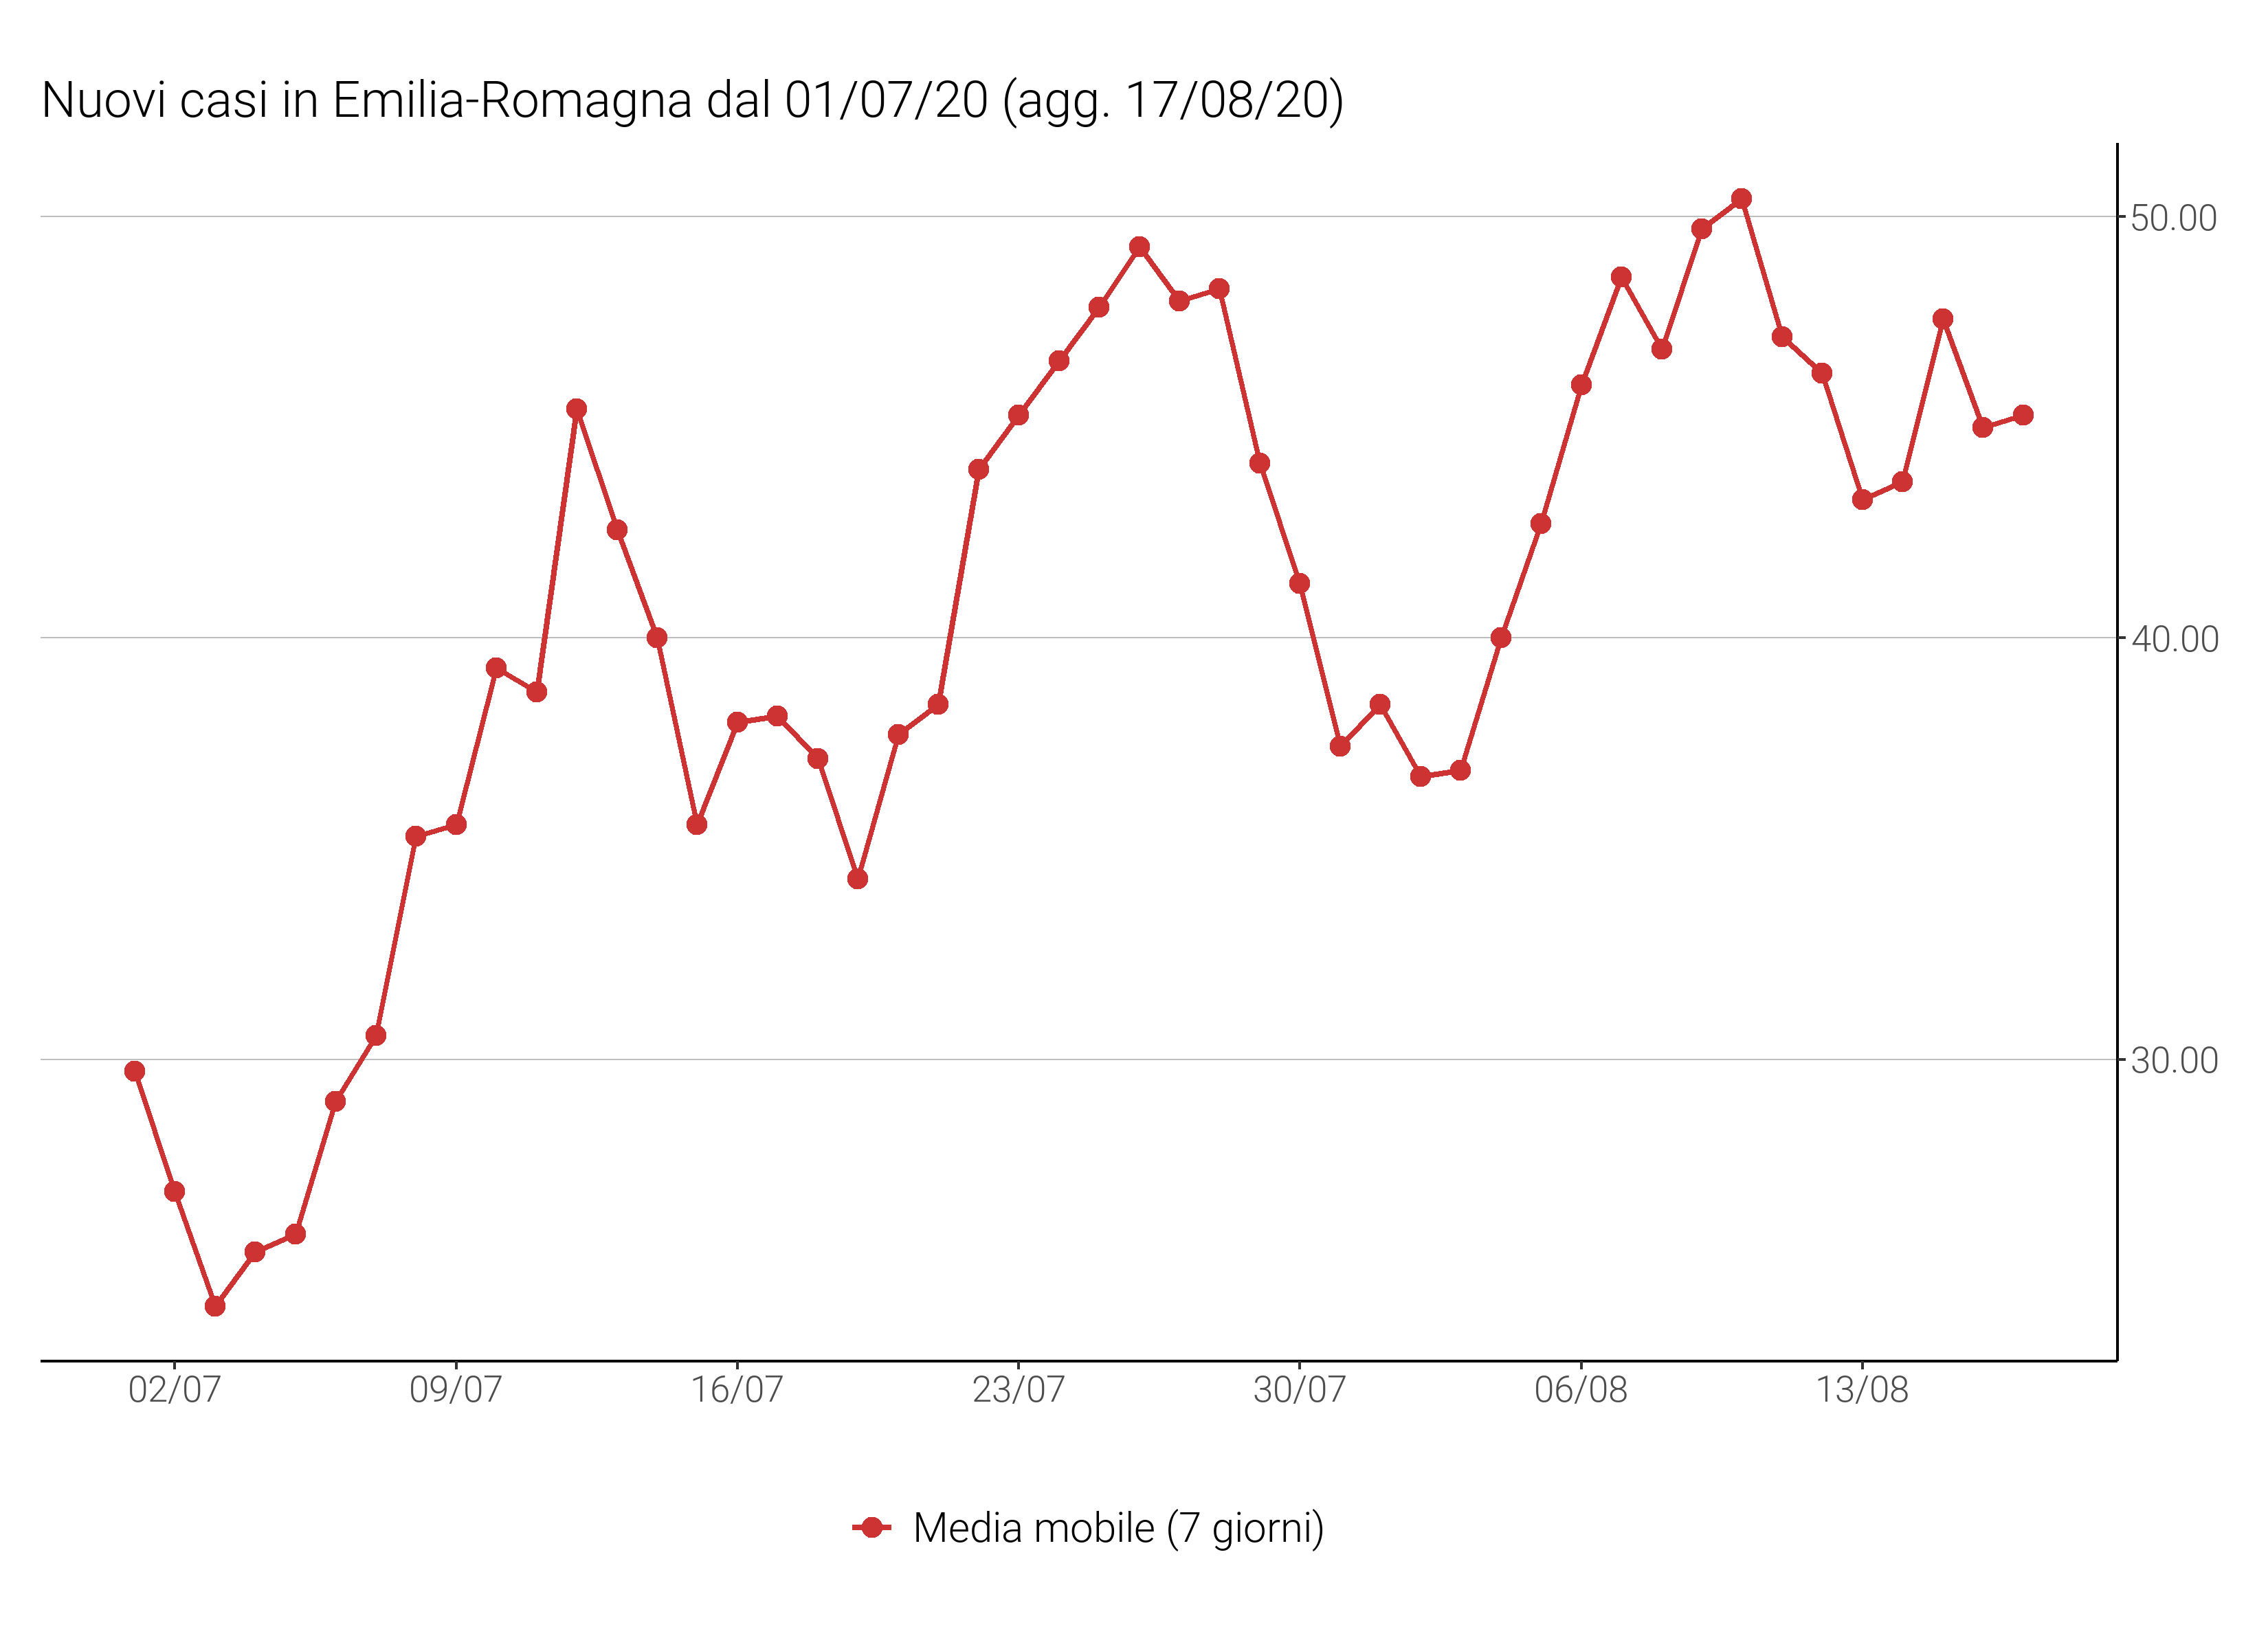 Nuovi casi in Emilia-Romagna dal 01/07/20 (agg. 17/08/20)
50.00
40.00
30.00
02/07 09/07 16/07 23/07 30/07 06/08 13/08
Media mobile (7 giorni)